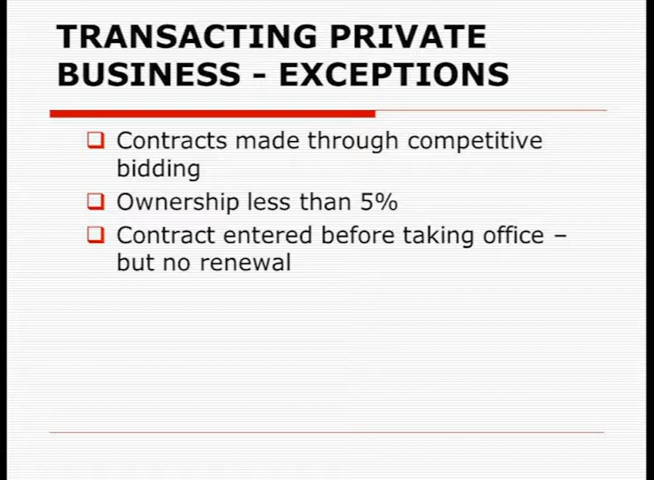 TRANSACTING PRIVATE
BUSINESS - EXCEPTIONS
Contracts made through competitive
bidding
Ownership less than 5%
Contract entered before taking office –
but no renewal